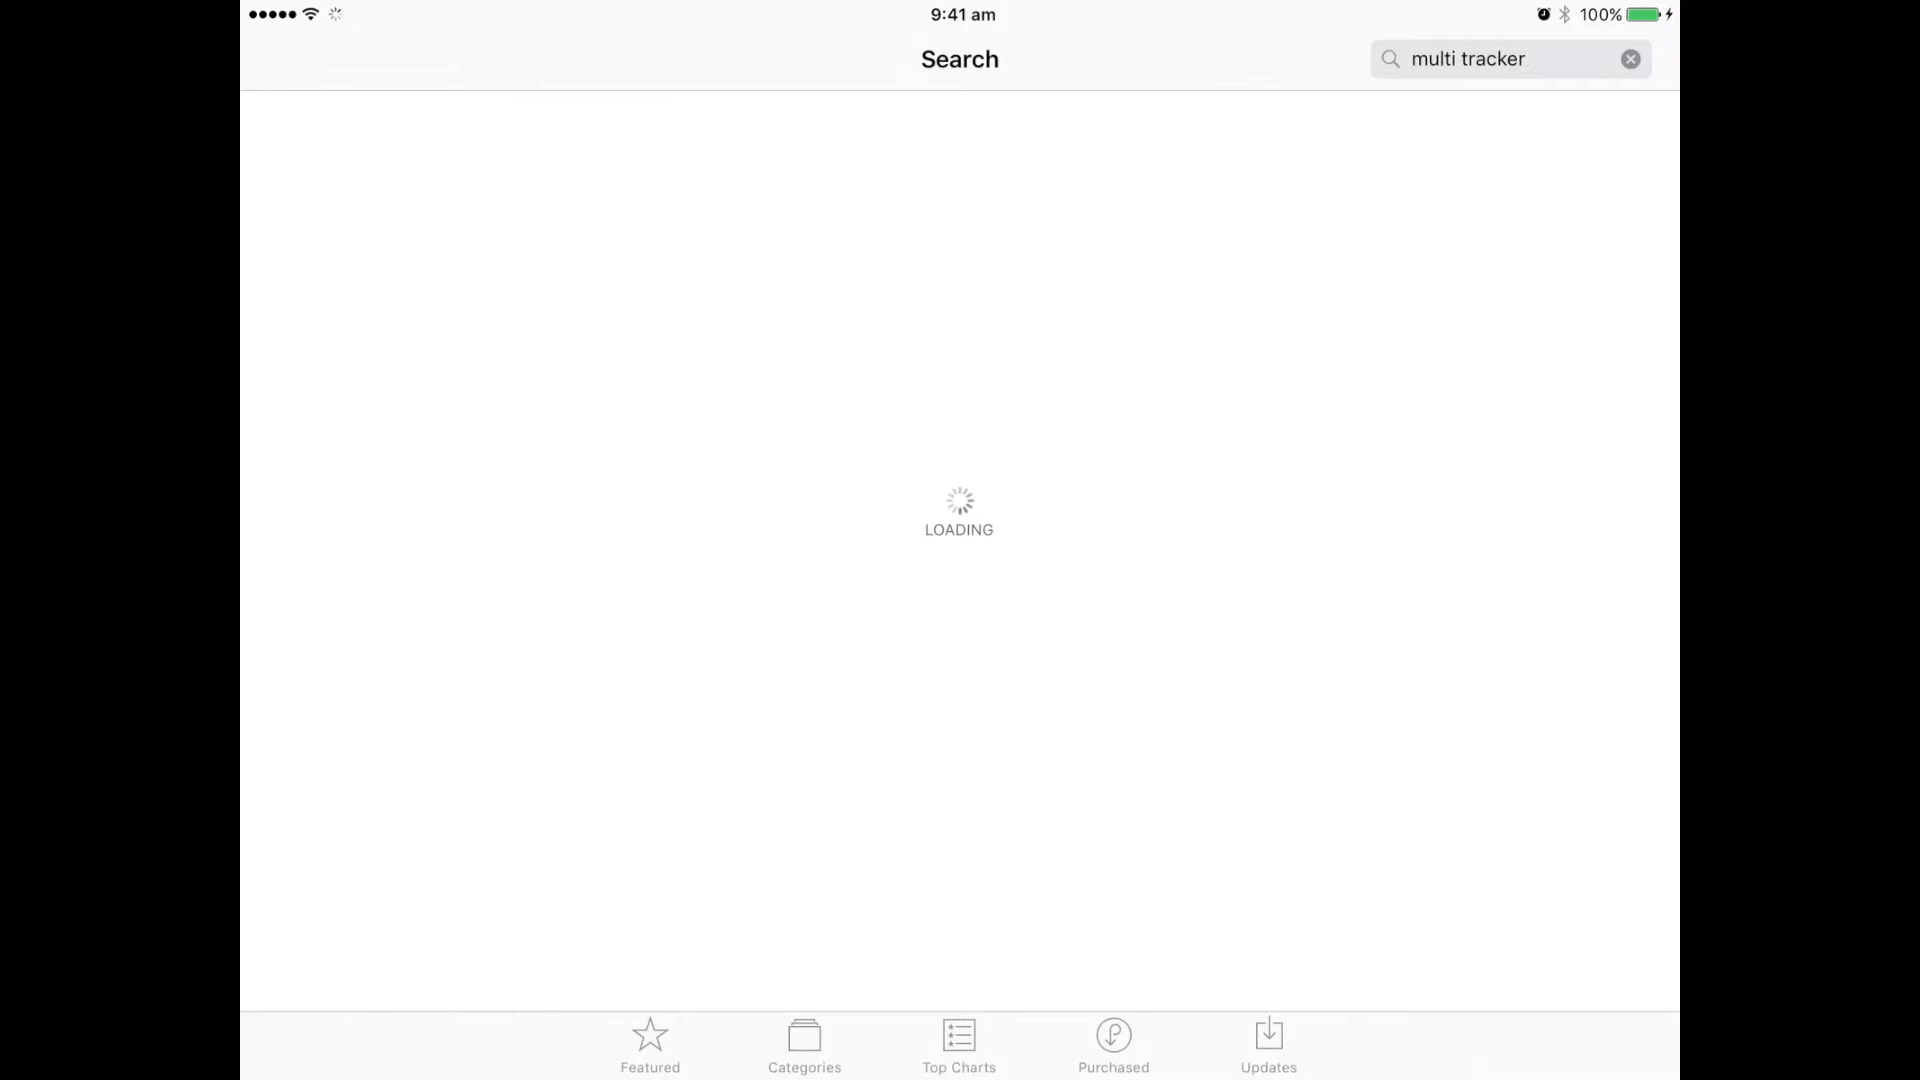 9:41 am
100%
Search
multi tracker
LOADING
Featured
Categories
Top Charts
Purchased
Updates